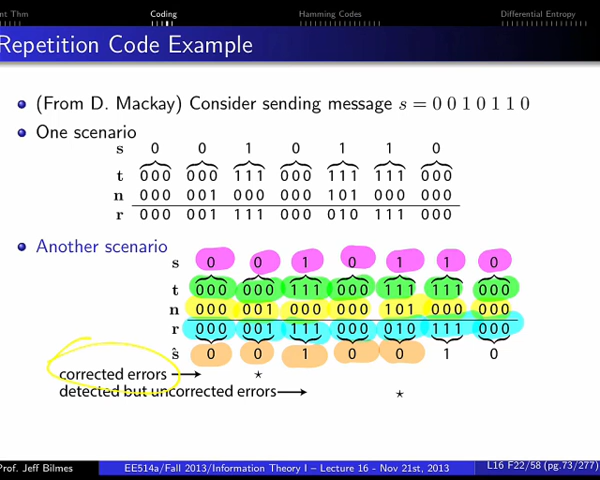 nt Thm Coding Hamming Codes Differential Entropy
Repetition Code Example
(From D. Mackay) Consider sending message s = 0 0 1 0 1 1 0
One scenario
s 0 0 1 0 1 1 0
t 000 000 111 000 111 111 000
n 000 001 000 000 101 000 000
r 000 001 111 000 010 111 000
Another scenario
s 0 0 1 0 1 1 0
t 000 000 111 000 111 111 000
n 000 001 000 000 101 000 000
r 000 001 111 000 010 111 000
ŝ 0 0 1 0 0 1 0
corrected errors → ⋆
detected but uncorrected errors → ⋆
Prof. Jeff Bilmes EE514a/Fall 2013/Information Theory I – Lecture 16 - Nov 21st, 2013 L16 F22/58 (pg.73/277)